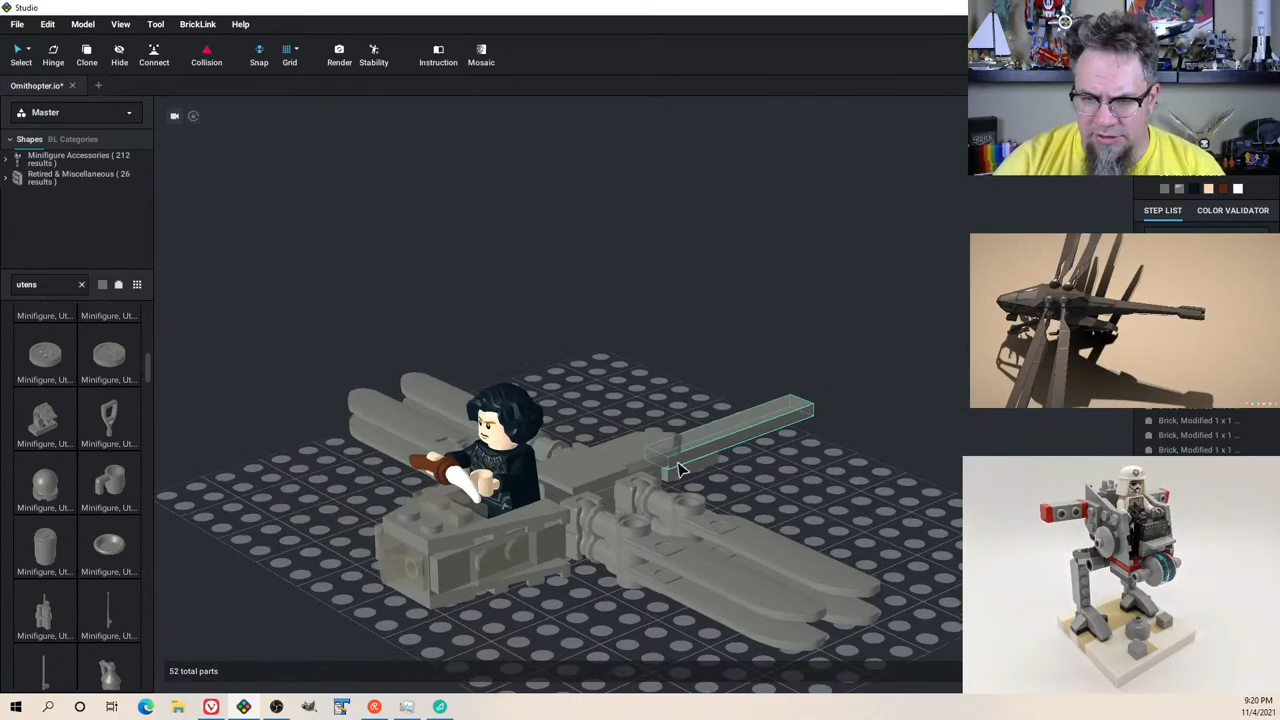 Studio
File Edit Model View Tool BrickLink Help
Select Hinge Clone Hide Connect Collision Snap Grid Render Stability Instruction Mosaic
Ornithopter.io*
Master
Shapes BL Categories
Minifigure Accessories (212
results )
Retired & Miscellaneous ( 26
results )
STEP LIST COLOR VALIDATOR
utens
Minifigure, Ut... Minifigure, Ut...
Minifigure, Ut... Minifigure, Ut...
Minifigure, Ut... Minifigure, Ut...
Brick, Modified 1 x 1 ...
Brick, Modified 1 x 1 ...
Minifigure, Ut... Minifigure, Ut...
Minifigure, Ut... Minifigure, Ut...
Minifigure, Ut... Minifigure, Ut...
52 total parts
9:20 PM
11/4/2021